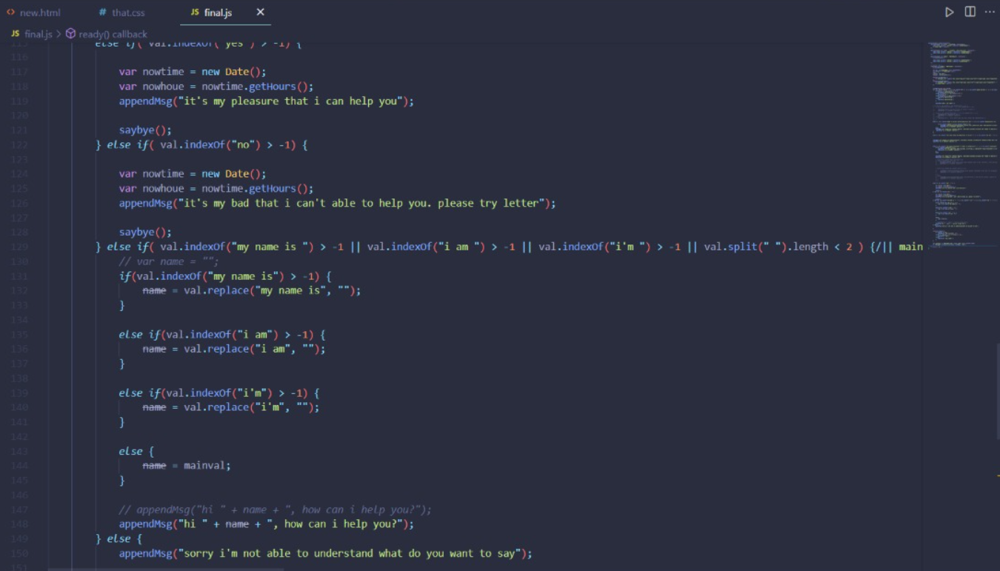 new.html # that.css JS final.js ×
JS final.js > ready() callback
115 else if( val.indexOf("yes") > -1) {
116
117 var nowtime = new Date();
118 var nowhoue = nowtime.getHours();
119 appendMsg("it's my pleasure that i can help you");
120
121 saybye();
122 } else if( val.indexOf("no") > -1) {
123
124 var nowtime = new Date();
125 var nowhoue = nowtime.getHours();
126 appendMsg("it's my bad that i can't able to help you. please try letter");
127
128 saybye();
129 } else if( val.indexOf("my name is ") > -1 || val.indexOf("i am ") > -1 || val.indexOf("i'm ") > -1 || val.split(" ").length < 2 ) {/|| main
130 // var name = "";
131 if(val.indexOf("my name is") > -1) {
132 name = val.replace("my name is", "");
133 }
134
135 else if(val.indexOf("i am") > -1) {
136 name = val.replace("i am", "");
137 }
138
139 else if(val.indexOf("i'm") > -1) {
140 name = val.replace("i'm", "");
141 }
142
143 else {
144 name = mainval;
145 }
146
147 // appendMsg("hi " + name + ", how can i help you?");
148 appendMsg("hi " + name + ", how can i help you?");
149 } else {
150 appendMsg("sorry i'm not able to understand what do you want to say");
151